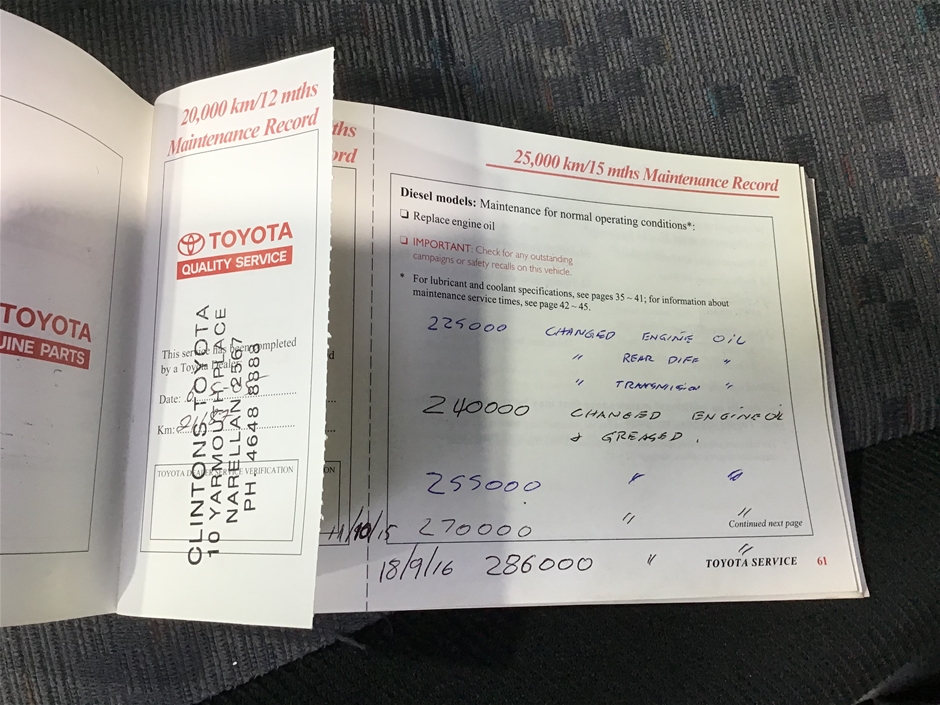 TOYOTA
UINE PARTS
20,000 km/12 mths
Maintenance Record
TOYOTA
QUALITY SERVICE
This service has been completed
by a Toyota Dealer
Date:
Km:
TOYOTA DEALER SERVICE VERIFICATION
CLINTONS TOYOTA
10 YARMOUTH PLACE
NARELLAN 2567
PH. 4648 8888
ths
ord
d
ON
25,000 km/15 mths Maintenance Record
Diesel models: Maintenance for normal operating conditions*:
❏ Replace engine oil
❏ IMPORTANT: Check for any outstanding
campaigns or safety recalls on this vehicle.
* For lubricant and coolant specifications, see pages 35 ~ 41; for information about
maintenance service times, see page 42 ~ 45.
225000 CHANGED ENGINE OIL
" REAR DIFF "
" TRANSMISION "
240000 CHANGED ENGINE OIL
& GREASED.
255000 " "
11/10/15 270000 " "
Continued next page
18/9/16 286000 " "
TOYOTA SERVICE 61